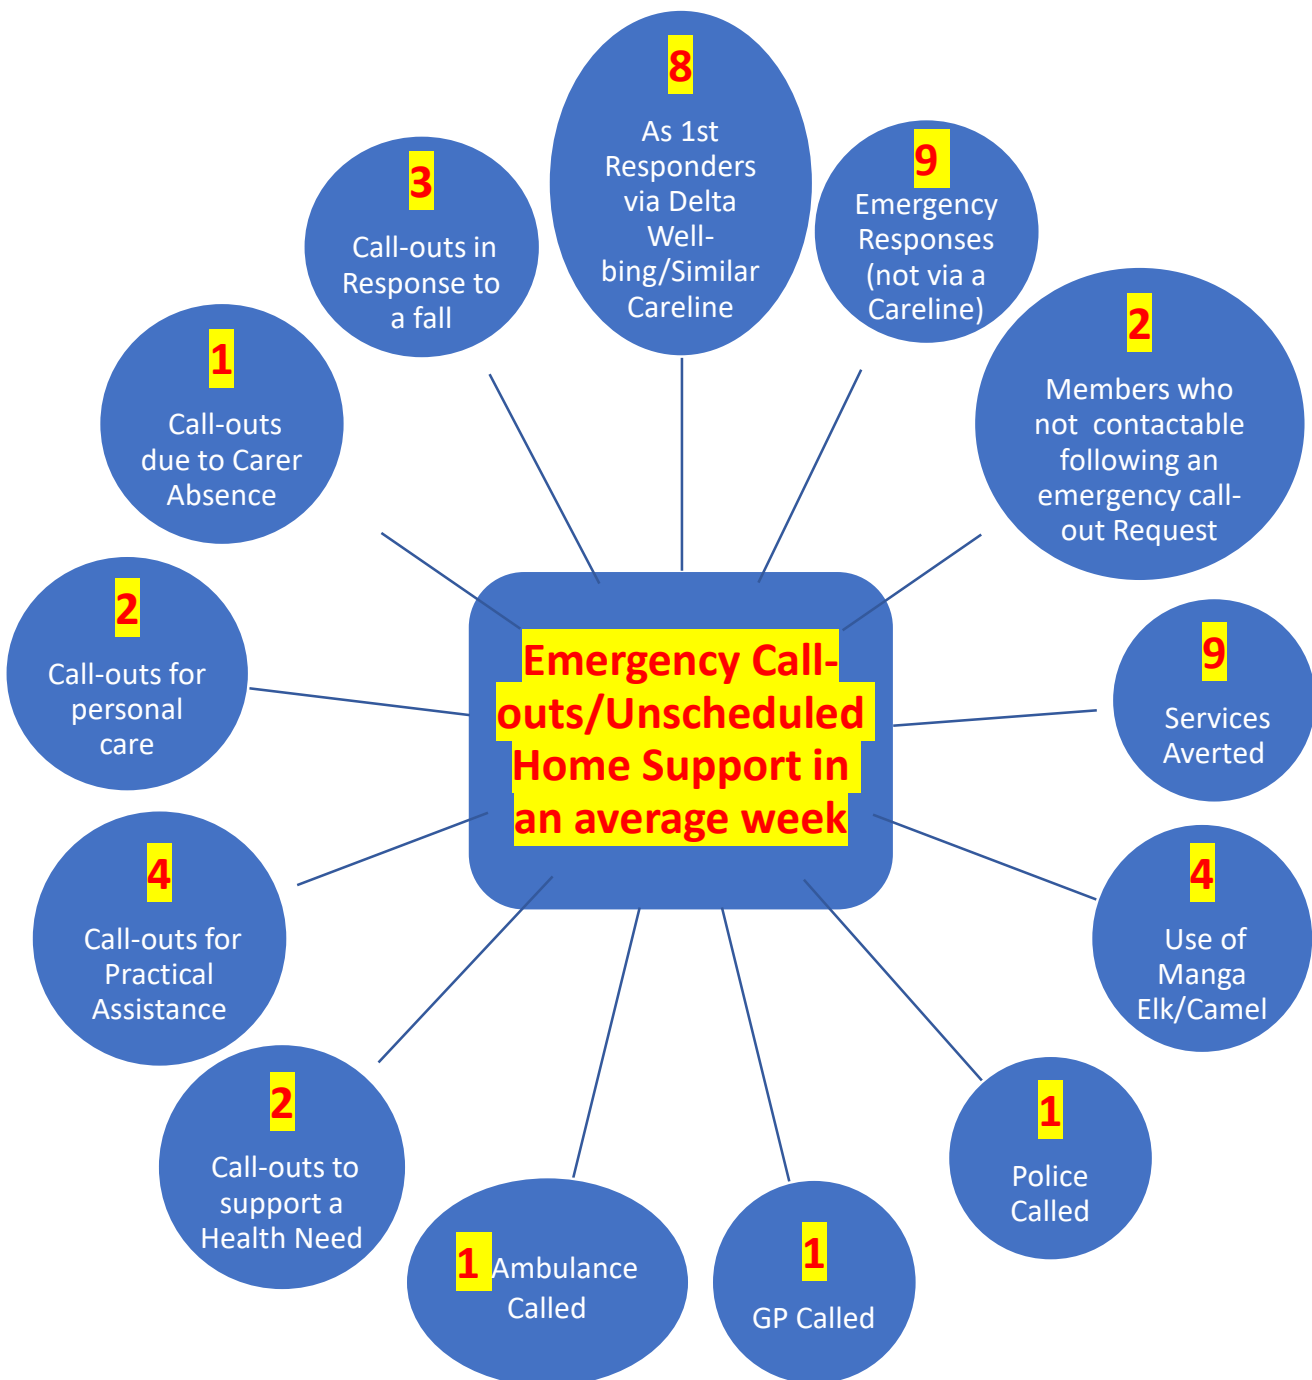 8
As 1st
Responders
via Delta
Well-
bing/Similar
Careline
9
Emergency
Responses
(not via a
Careline)
2
Members who
not contactable
following an
emergency call-
out Request
9
Services
Averted
4
Use of
Manga
Elk/Camel
1
Police
Called
1
GP Called
1 Ambulance
Called
2
Call-outs to
support a
Health Need
4
Call-outs for
Practical
Assistance
2
Call-outs for
personal
care
1
Call-outs
due to Carer
Absence
3
Call-outs in
Response to
a fall
Emergency Call-
outs/Unscheduled
Home Support in
an average week